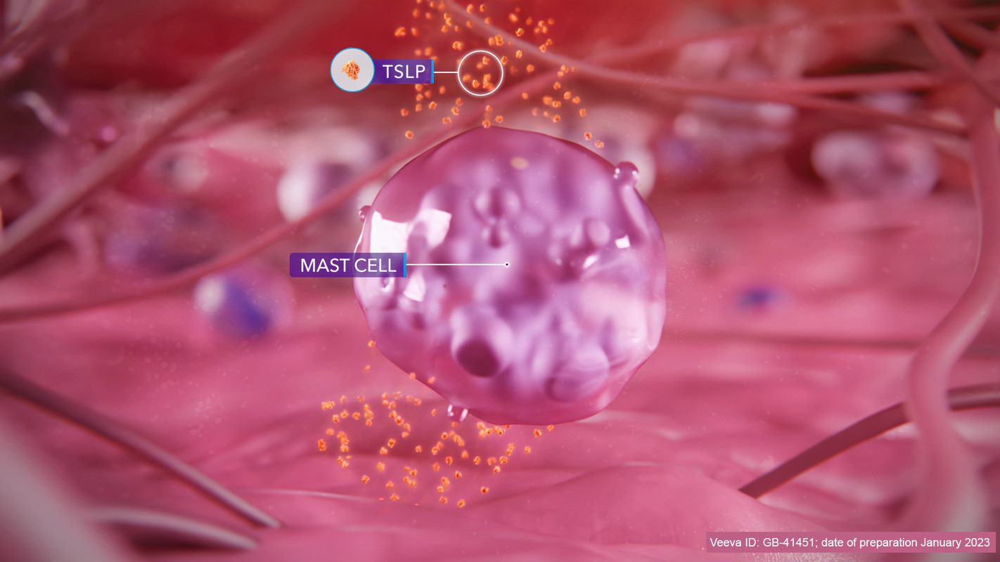 TSLP
MAST CELL
Veeva ID: GB-41451; date of preparation January 2023